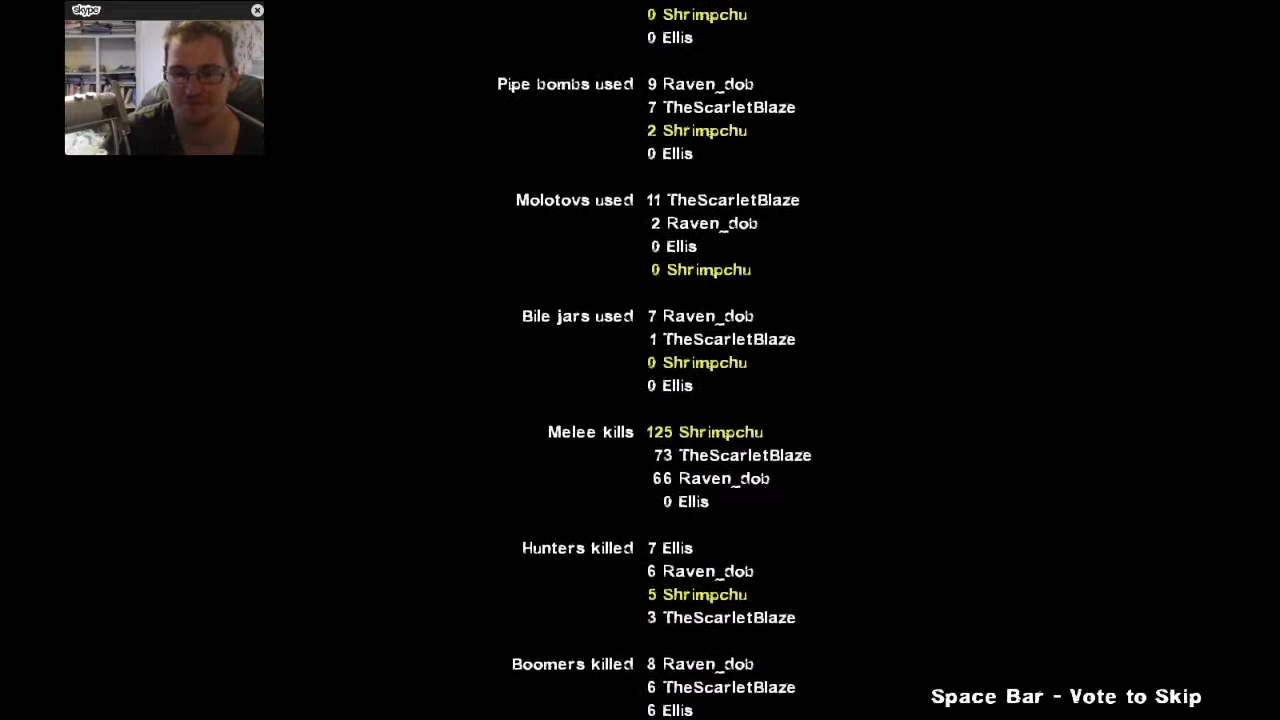 skype
0 Shrimpchu
0 Ellis
Pipe bombs used 9 Raven_dob
7 TheScarletBlaze
2 Shrimpchu
0 Ellis
Molotovs used 11 TheScarletBlaze
2 Raven_dob
0 Ellis
0 Shrimpchu
Bile jars used 7 Raven_dob
1 TheScarletBlaze
0 Shrimpchu
0 Ellis
Melee kills 125 Shrimpchu
73 TheScarletBlaze
66 Raven_dob
0 Ellis
Hunters killed 7 Ellis
6 Raven_dob
5 Shrimpchu
3 TheScarletBlaze
Boomers killed 8 Raven_dob
6 TheScarletBlaze
6 Ellis
Space Bar - Vote to Skip